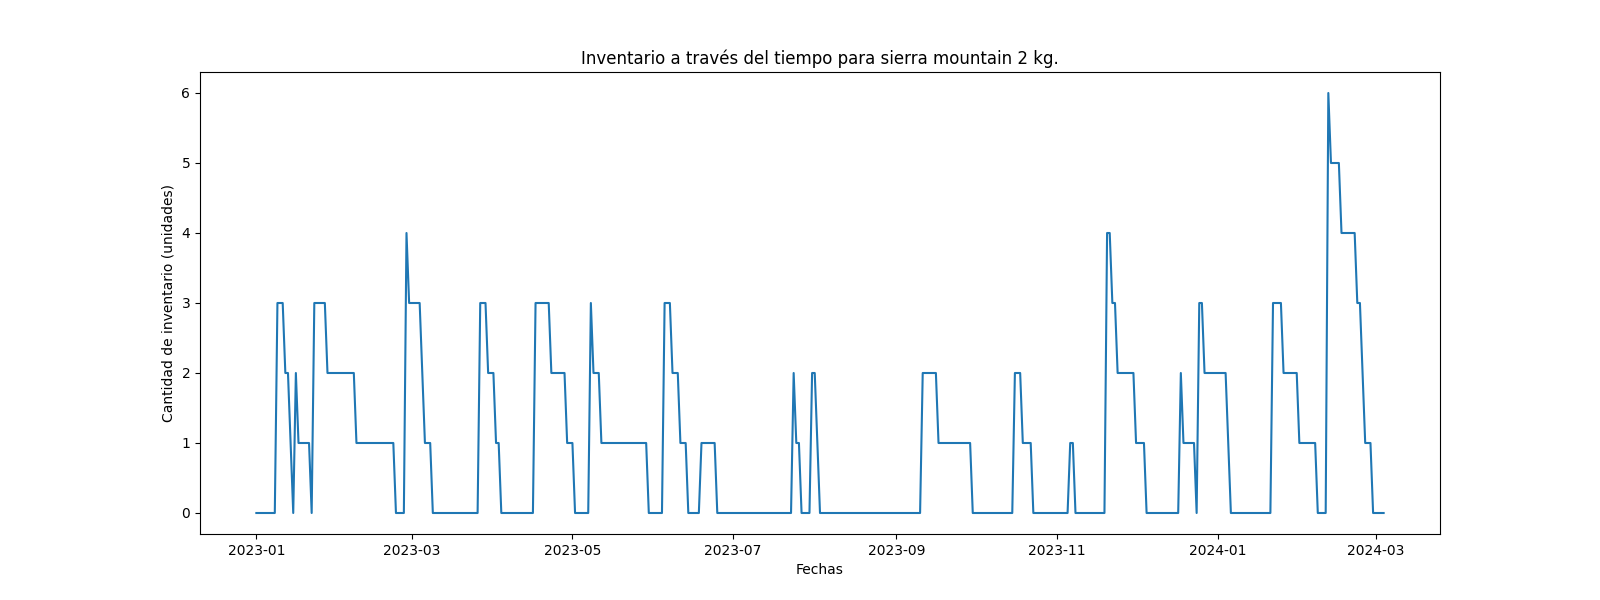 Inventario a través del tiempo para sierra mountain 2 kg.
Cantidad de inventario (unidades)
6
5
4
3
2
1
0
2023-01 2023-03 2023-05 2023-07 2023-09 2023-11 2024-01 2024-03
Fechas